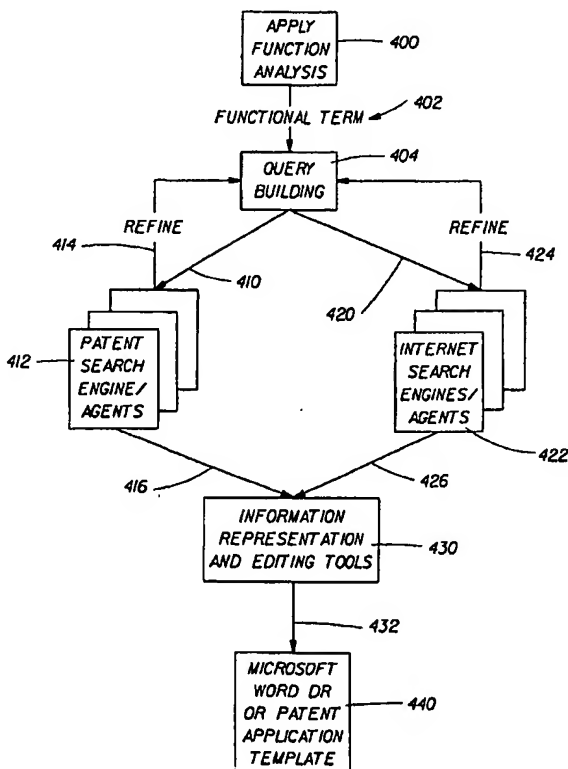 APPLY
FUNCTION
ANALYSIS
400
FUNCTIONAL TERM
402
QUERY
BUILDING
404
REFINE
414
410
REFINE
424
420
PATENT
SEARCH
ENGINE/
AGENTS
412
INTERNET
SEARCH
ENGINES/
AGENTS
422
416
426
INFORMATION
REPRESENTATION
AND EDITING TOOLS
430
432
MICROSOFT
WORD DR
OR PATENT
APPLICATION
TEMPLATE
440